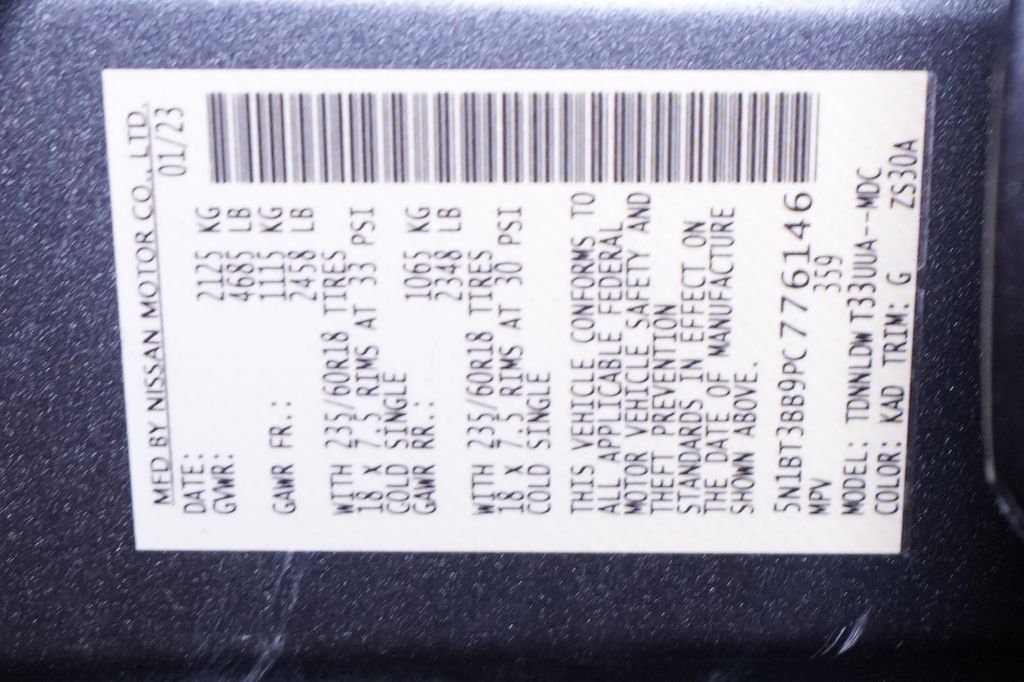 MFD BY NISSAN MOTOR CO., LTD.
DATE: 01/23
GVWR: 2125 KG
4685 LB
GAWR FR.: 1115 KG
2458 LB
WITH 235/60R18 TIRES
18 X 7.5 RIMS AT 33 PSI
COLD SINGLE
GAWR RR.: 1065 KG
2348 LB
WITH 235/60R18 TIRES
18 X 7.5 RIMS AT 30 PSI
COLD SINGLE
THIS VEHICLE CONFORMS TO
ALL APPLICABLE FEDERAL
MOTOR VEHICLE SAFETY AND
THEFT PREVENTION
STANDARDS IN EFFECT ON
THE DATE OF MANUFACTURE
SHOWN ABOVE.
5N1BT3BB9PC776146
MPV 359
MODEL: TDNNLDW T33UUA--MDC
COLOR: KAD TRIM: G ZS30A